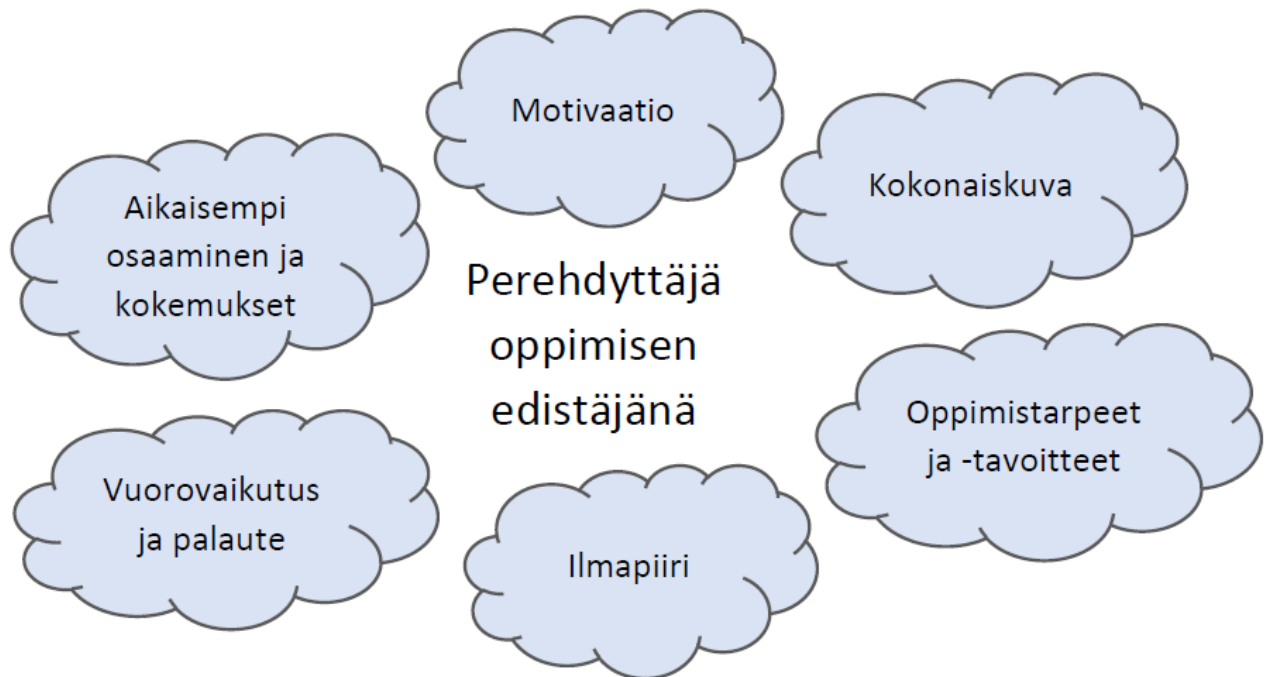 Motivaatio
Kokonaiskuva
Aikaisempi
osaaminen ja
kokemukset
Perehdyttäjä
oppimisen
edistäjänä
Oppimistarpeet
ja -tavoitteet
Vuorovaikutus
ja palaute
Ilmapiiri